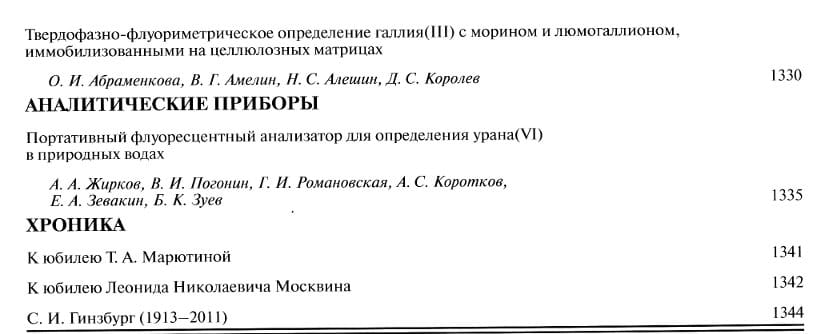 Твердофазно-флуориметрическое определение галлия(III) с морином и люмогаллионом,
иммобилизованными на целлюлозных матрицах
О. И. Абраменкова, В. Г. Амелин, Н. С. Алешин, Д. С. Королев 1330
АНАЛИТИЧЕСКИЕ ПРИБОРЫ
Портативный флуоресцентный анализатор для определения урана(VI)
в природных водах
А. А. Жирков, В. И. Погонин, Г. И. Романовская, А. С. Коротков,
Е. А. Зевакин, Б. К. Зуев 1335
ХРОНИКА
К юбилею Т. А. Марютиной 1341
К юбилею Леонида Николаевича Москвина 1342
С. И. Гинзбург (1913–2011) 1344